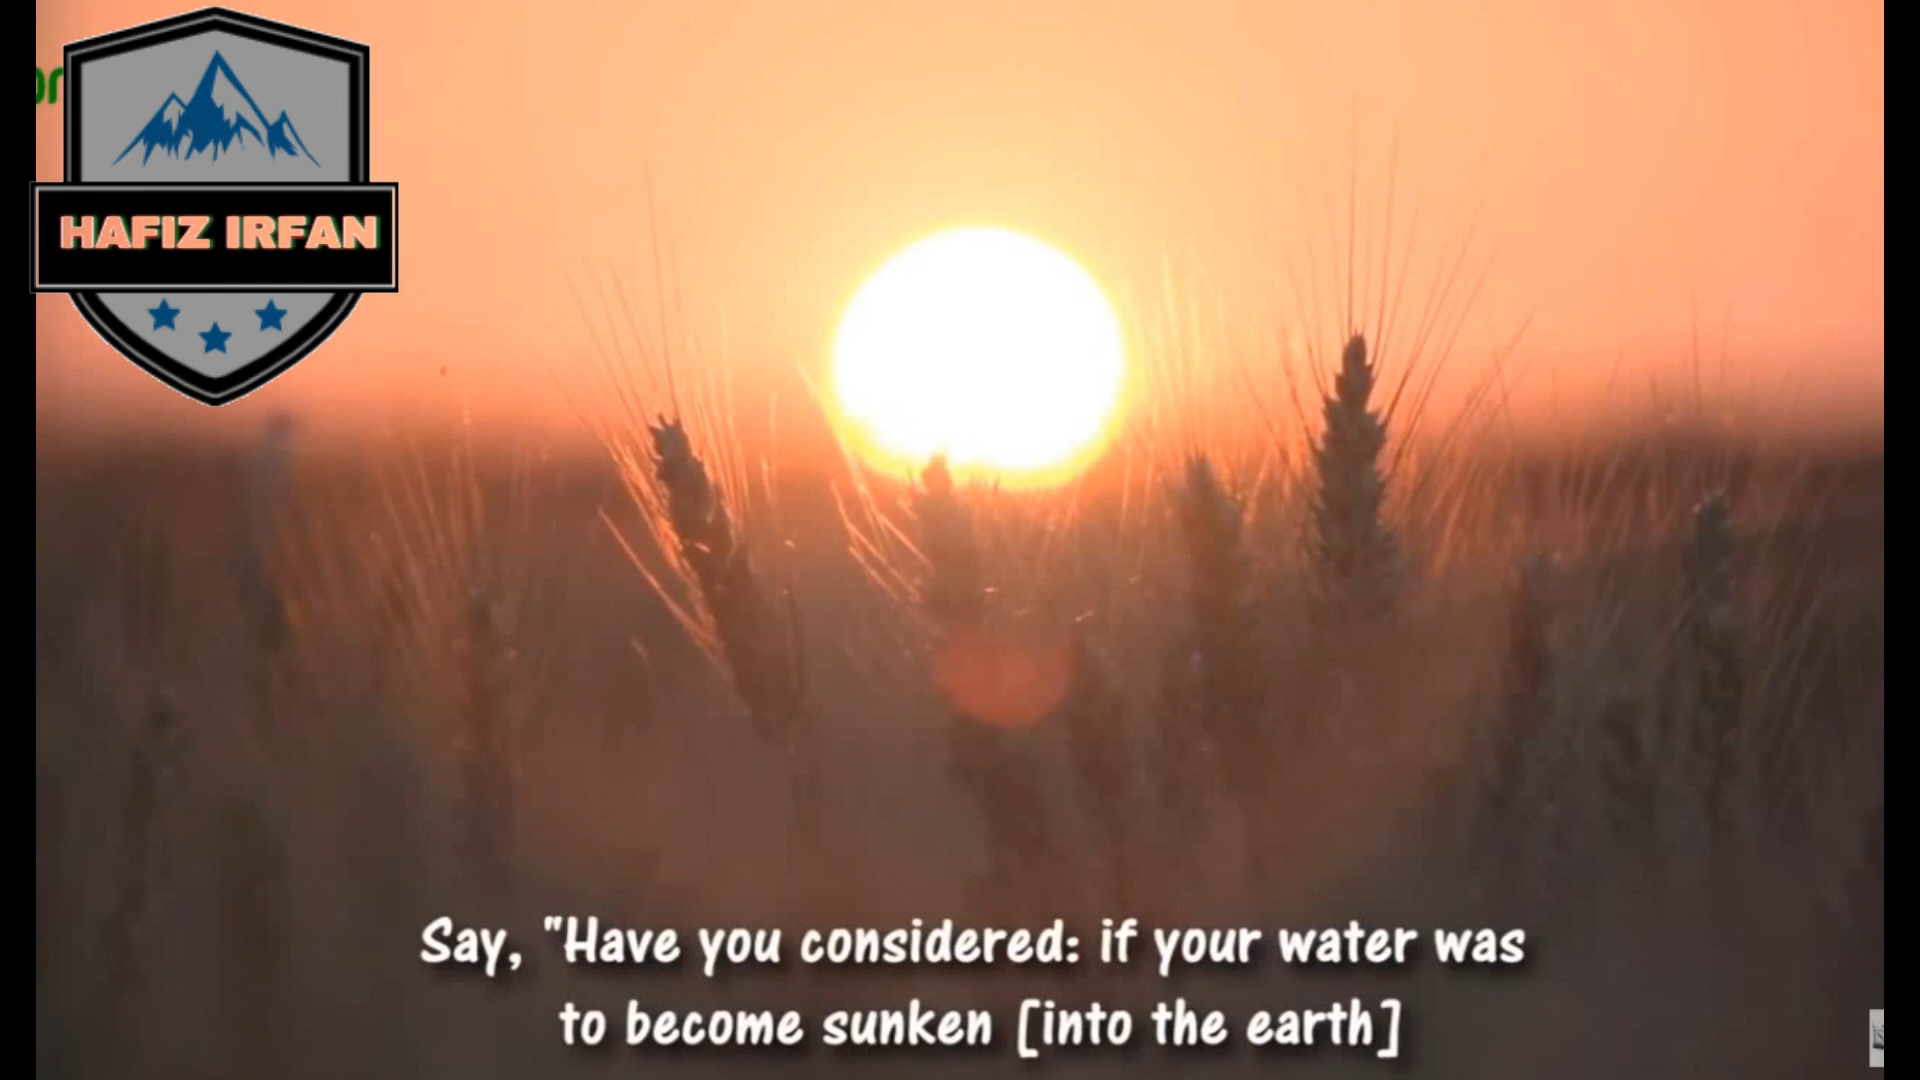 HAFIZ IRFAN
Say, "Have you considered: if your water was
to become sunken [into the earth]